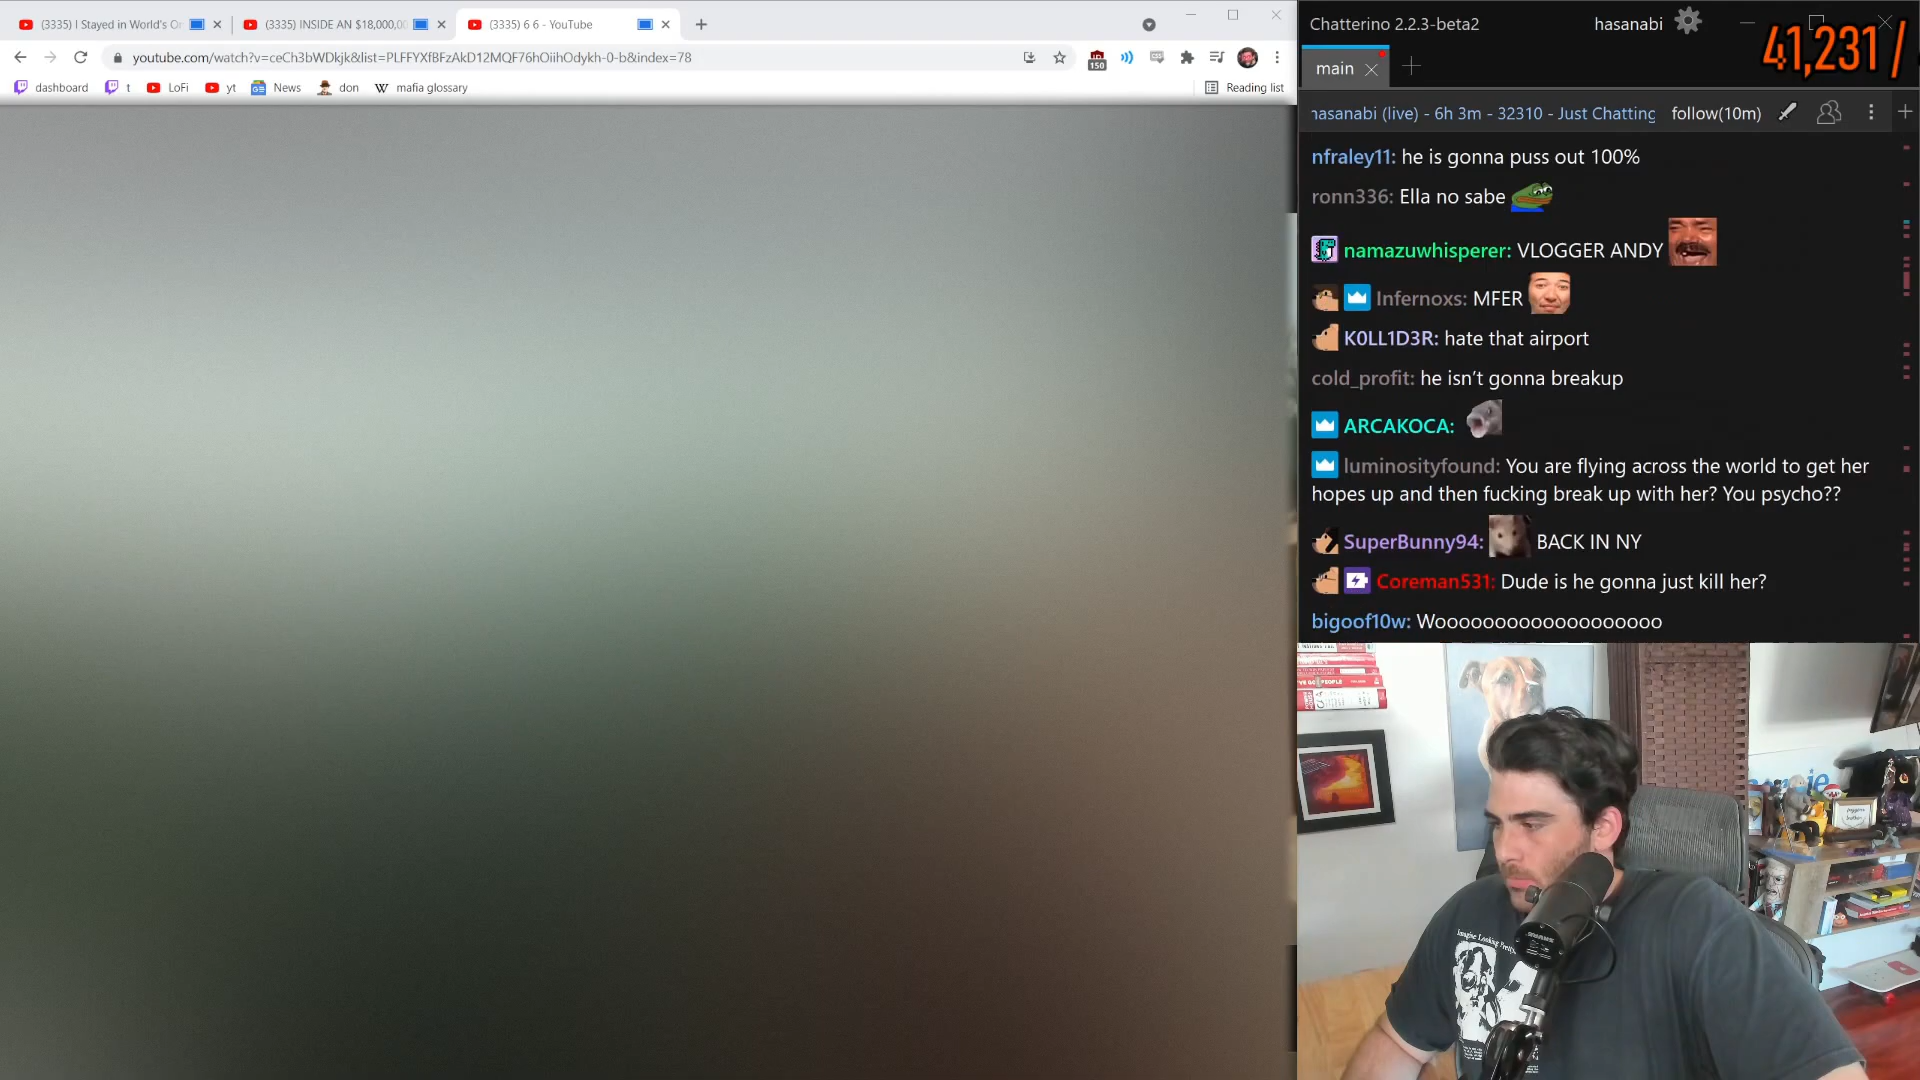 (3335) I Stayed in World's Or
(3335) INSIDE AN $18,000,00
(3335) 6 6 - YouTube
youtube.com/watch?v=ceCh3bWDkjk&list=PLFFYXfBFzAkD12MQF76hOiihOdykh-0-b&index=78
150
dashboard
t
LoFi
yt
News
don
mafia glossary
Reading list
Chatterino 2.2.3-beta2
hasanabi
41,231 /
main
hasanabi (live) - 6h 3m - 32310 - Just Chatting
follow(10m)
nfraley11: he is gonna puss out 100%
ronn336: Ella no sabe
namazuwhisperer: VLOGGER ANDY
Infernoxs: MFER
K0LL1D3R: hate that airport
cold_profit: he isn't gonna breakup
ARCAKOCA:
luminosityfound: You are flying across the world to get her
hopes up and then fucking break up with her? You psycho??
SuperBunny94: BACK IN NY
Coreman531: Dude is he gonna just kill her?
bigoof10w: Woooooooooooooooooo